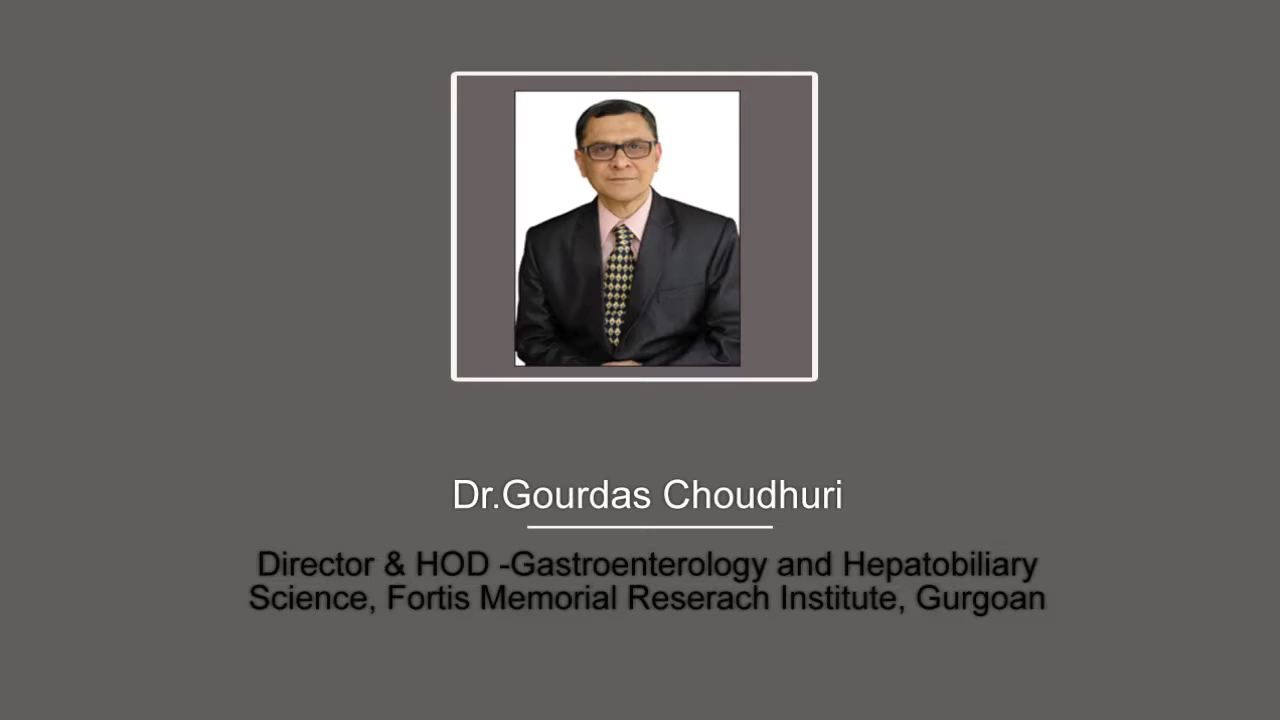 Dr.Gourdas Choudhuri
Director & HOD -Gastroenterology and Hepatobiliary
Science, Fortis Memorial Reserach Institute, Gurgoan